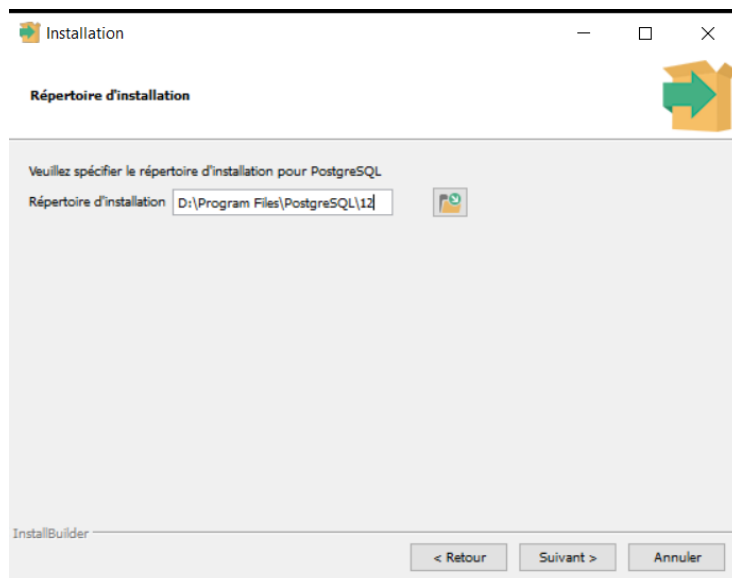 Installation
Répertoire d'installation
Veuillez spécifier le répertoire d'installation pour PostgreSQL
Répertoire d'installation D:\Program Files\PostgreSQL\12
InstallBuilder
< Retour Suivant > Annuler